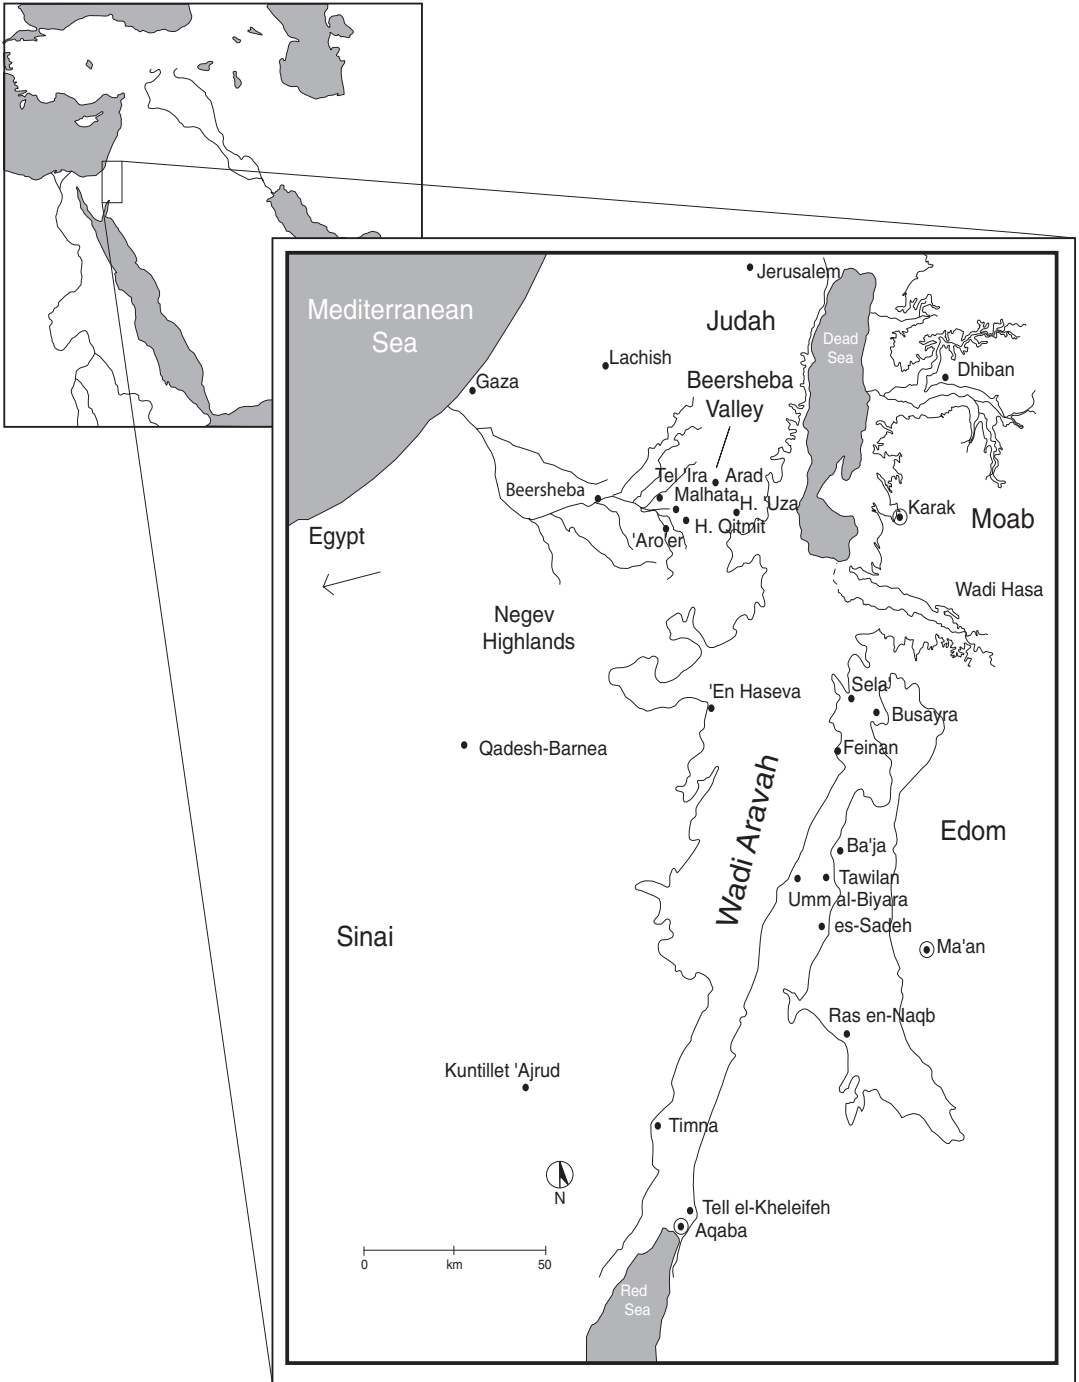 Jerusalem
Mediterranean
Sea
Judah
Dead
Sea
Lachish
Dhiban
Gaza
Beersheba
Valley
Tel 'Ira
Arad
Beersheba
Malhata
H. 'Uza
Karak
Moab
H. Qitmit
'Aro'er
Egypt
Wadi Hasa
Negev
Highlands
Sela'
'En Haseva
Busayra
Qadesh-Barnea
Feinan
Wadi Aravah
Edom
Ba'ja
Tawilan
Umm al-Biyara
es-Sadeh
Sinai
Ma'an
Ras en-Naqb
Kuntillet 'Ajrud
Timna
N
Tell el-Kheleifeh
Aqaba
0 km 50
Red
Sea